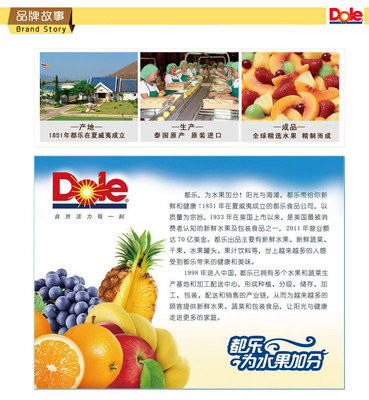 品牌故事
Brand Story
Dole
产地
1851年都乐在夏威夷成立
生产
泰国原产 原装进口
成品
全球精选水果 精制而成
Dole
自然活力每一刻
都乐，为水果加分！阳光与海滩，都乐带给你新
鲜和健康！1851年在夏威夷成立的都乐食品公司，以
质量为宗旨，1933年在美国上市以来，是美国最被消
费者认知的新鲜水果及包装食品之一。2011年营业额
达70亿美金。都乐出品主要有新鲜水果、新鲜蔬菜、
干果、水果罐头、果汁饮料等，世上越来越多的人感
受到都乐带来的健康和美味。
1998年进入中国，都乐已拥有多个水果和蔬菜生
产基地和加工配送中心，形成种植、分级、储存、加
工、包装、配送和销售的产业链，从而为越来越多的
顾客提供新鲜水果、蔬菜和包装食品，让阳光与健康
走进更多的家庭。
都乐
为水果加分